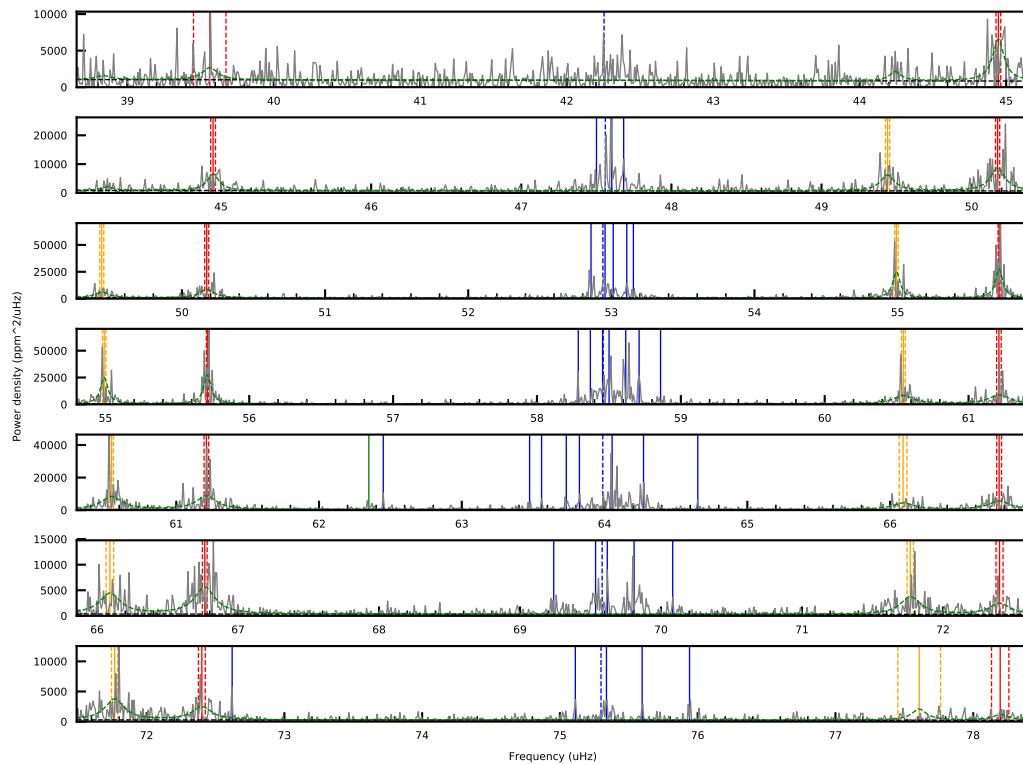 10000
5000
0
39 40 41 42 43 44 45
20000
10000
0
45 46 47 48 49 50
50000
25000
0
50 51 52 53 54 55
Power density (ppm^2/uHz)
50000
25000
0
55 56 57 58 59 60 61
40000
20000
0
61 62 63 64 65 66
15000
10000
5000
0
66 67 68 69 70 71 72
10000
5000
0
72 73 74 75 76 77 78
Frequency (uHz)